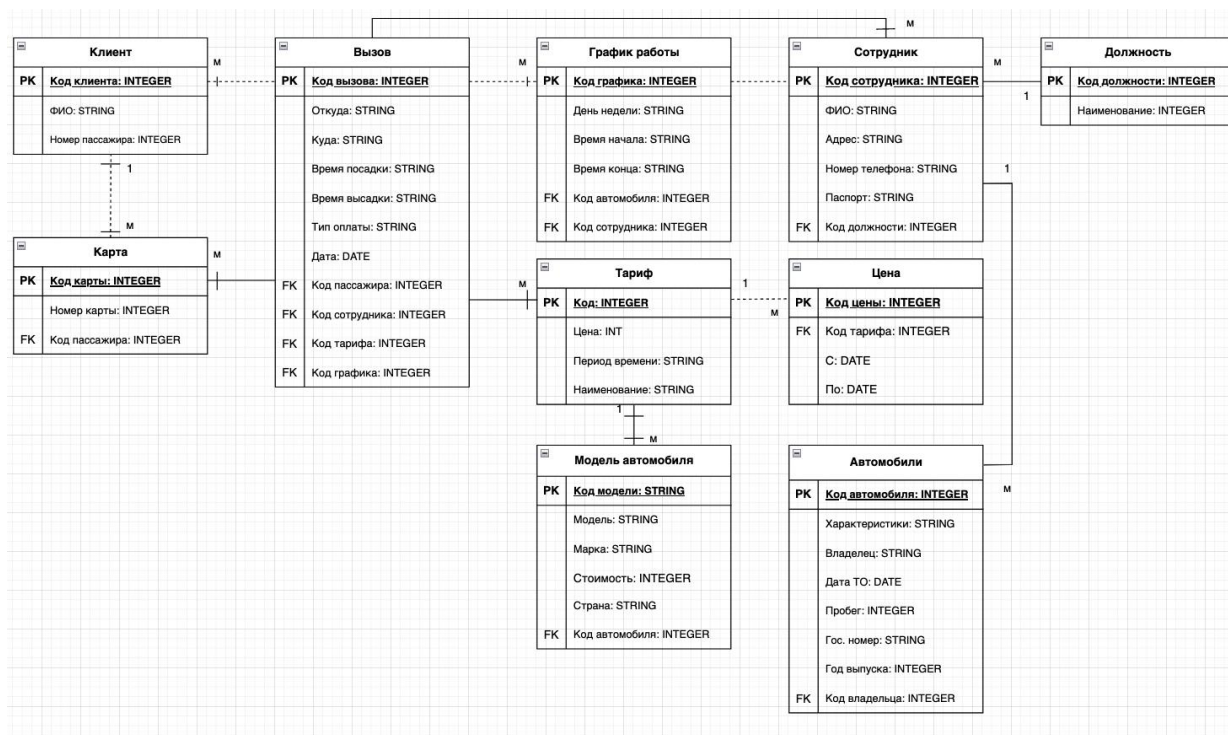 Клиент
PK Код клиента: INTEGER
ФИО: STRING
Номер пассажира: INTEGER
м
1
м
Карта
PK Код карты: INTEGER
Номер карты: INTEGER
FK Код пассажира: INTEGER
м
Вызов
PK Код вызова: INTEGER
Откуда: STRING
Куда: STRING
Время посадки: STRING
Время высадки: STRING
Тип оплаты: STRING
Дата: DATE
FK Код пассажира: INTEGER
FK Код сотрудника: INTEGER
FK Код тарифа: INTEGER
FK Код графика: INTEGER
м
м
График работы
PK Код графика: INTEGER
День недели: STRING
Время начала: STRING
Время конца: STRING
FK Код автомобиля: INTEGER
FK Код сотрудника: INTEGER
Тариф
PK Код: INTEGER
Цена: INT
Период времени: STRING
Наименование: STRING
1
м
1
м
Модель автомобиля
PK Код модели: STRING
Модель: STRING
Марка: STRING
Стоимость: INTEGER
Страна: STRING
FK Код автомобиля: INTEGER
м
Сотрудник
PK Код сотрудника: INTEGER
ФИО: STRING
Адрес: STRING
Номер телефона: STRING
Паспорт: STRING
FK Код должности: INTEGER
м
1
1
м
Цена
PK Код цены: INTEGER
FK Код тарифа: INTEGER
С: DATE
По: DATE
Автомобили
PK Код автомобиля: INTEGER
Характеристики: STRING
Владелец: STRING
Дата ТО: DATE
Пробег: INTEGER
Гос. номер: STRING
Год выпуска: INTEGER
FK Код владельца: INTEGER
Должность
PK Код должности: INTEGER
Наименование: INTEGER